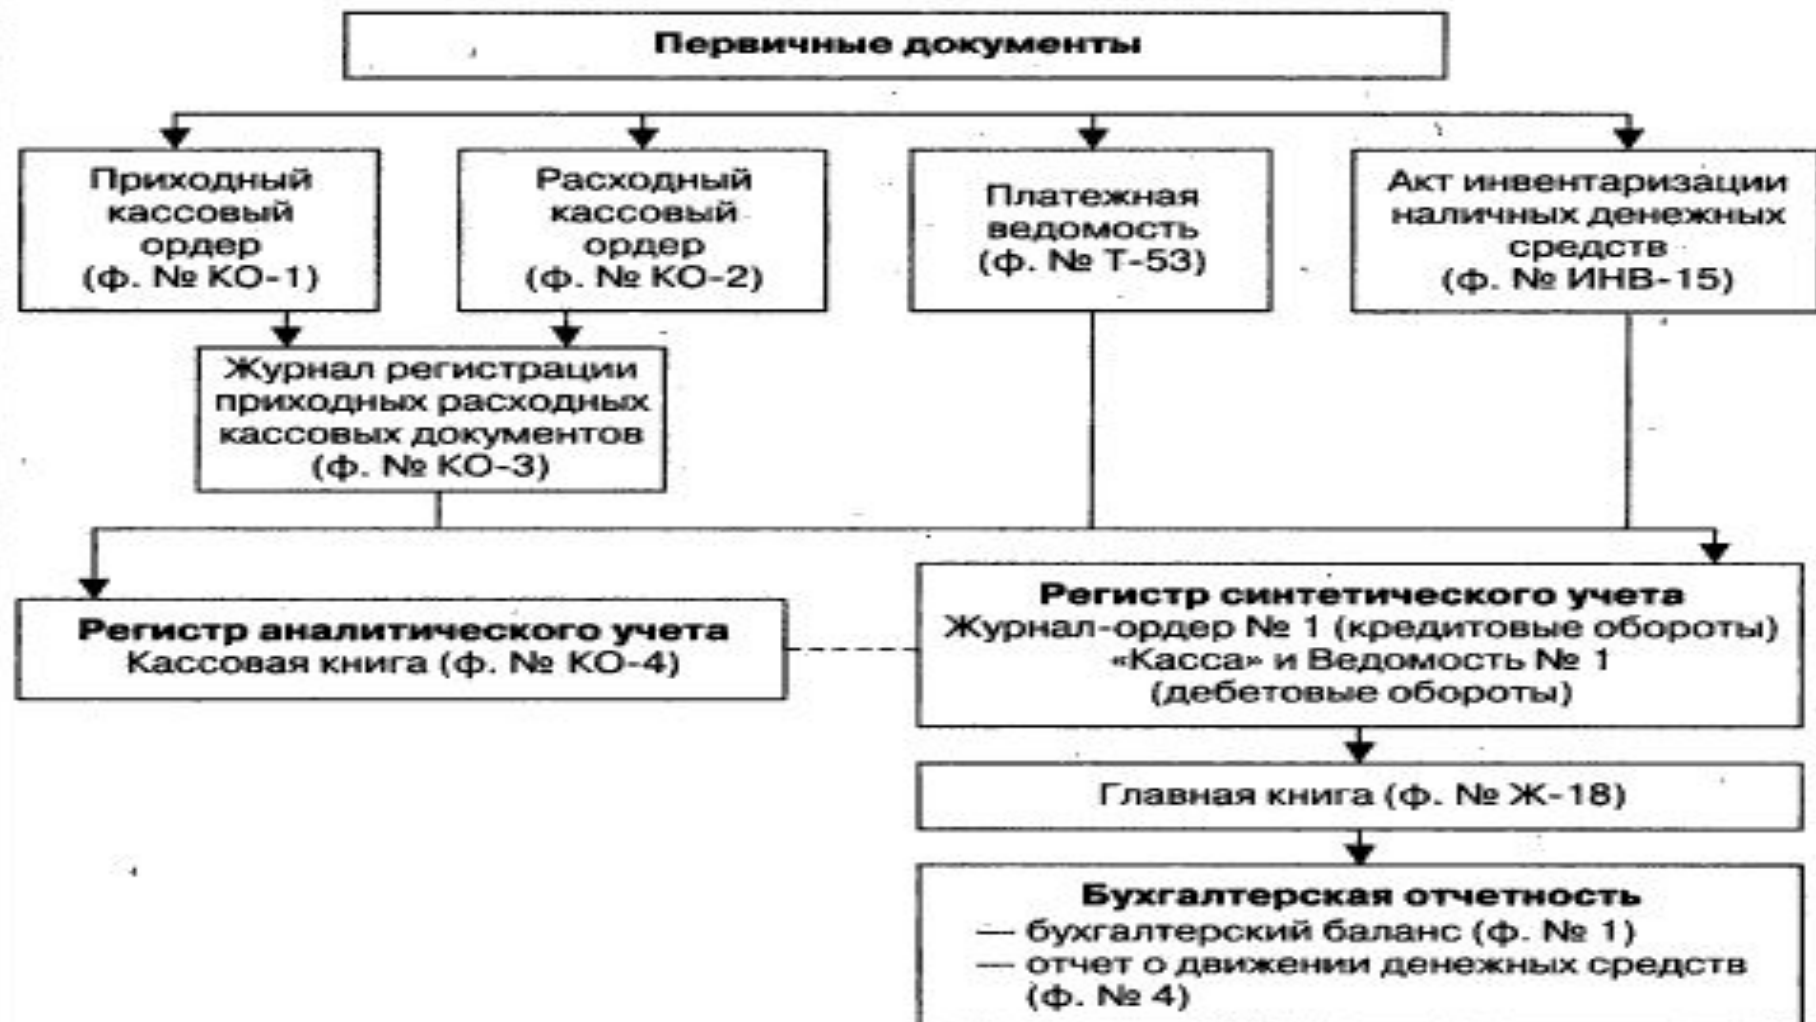 Первичные документы
Приходный
кассовый
ордер
(ф. № КО-1)
Расходный
кассовый
ордер
(ф. № КО-2)
Платежная
ведомость
(ф. № Т-53)
Акт инвентаризации
наличных денежных
средств
(ф. № ИНВ-15)
Журнал регистрации
приходных расходных
кассовых документов
(ф. № КО-3)
Регистр аналитического учета
Кассовая книга (ф. № КО-4)
Регистр синтетического учета
Журнал-ордер № 1 (кредитовые обороты)
«Касса» и Ведомость № 1
(дебетовые обороты)
Главная книга (ф. № Ж-18)
Бухгалтерская отчетность
— бухгалтерский баланс (ф. № 1)
— отчет о движении денежных средств
(ф. № 4)